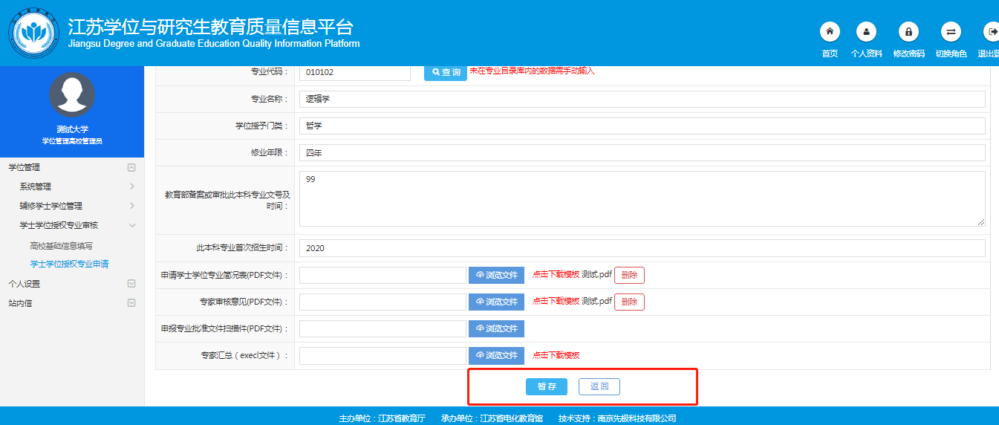 江苏学位与研究生教育质量信息平台
Jiangsu Degree and Graduate Education Quality Information Platform
首页
个人资料
修改密码
切换角色
退出登
测试大学
学位管理高校管理员
学位管理
系统管理
辅修学士学位管理
学士学位授权专业审核
高校基础信息填写
学士学位授权专业申请
个人设置
站内信
专业代码： 010102 查询 未在专业目录库内的数据需手动输入
专业名称： 逻辑学
学位授予门类： 哲学
修业年限： 四年
教育部备案或审批此本科专业文号及
时间： 99
此本科专业首次招生时间： 2020
申请学士学位专业简况表(PDF文件)： 浏览文件 点击下载模板 测试.pdf 删除
专家审核意见(PDF文件)： 浏览文件 点击下载模板 测试.pdf 删除
申报专业批准文件扫描件(PDF文件)： 浏览文件
专家汇总（execl文件）： 浏览文件 点击下载模板
暂存 返回
主办单位：江苏省教育厅 承办单位：江苏省电化教育馆 技术支持：南京先极科技有限公司